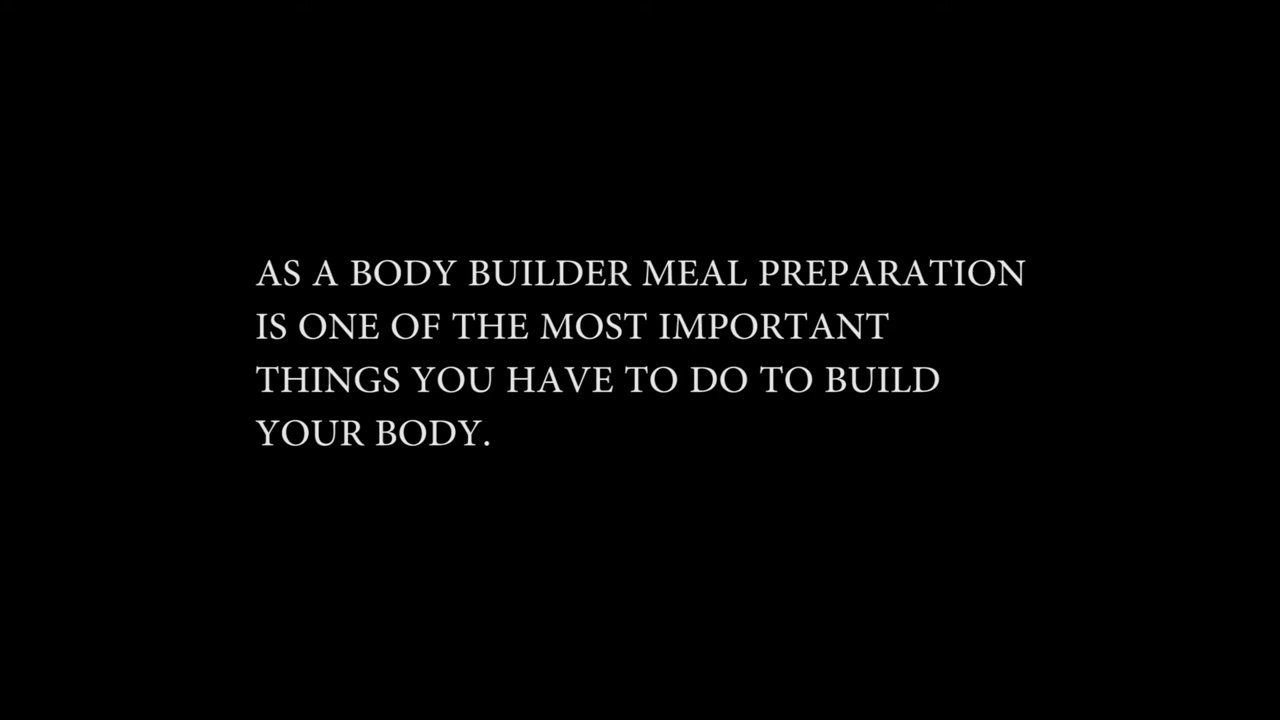 AS A BODY BUILDER MEAL PREPARATION
IS ONE OF THE MOST IMPORTANT
THINGS YOU HAVE TO DO TO BUILD
YOUR BODY.